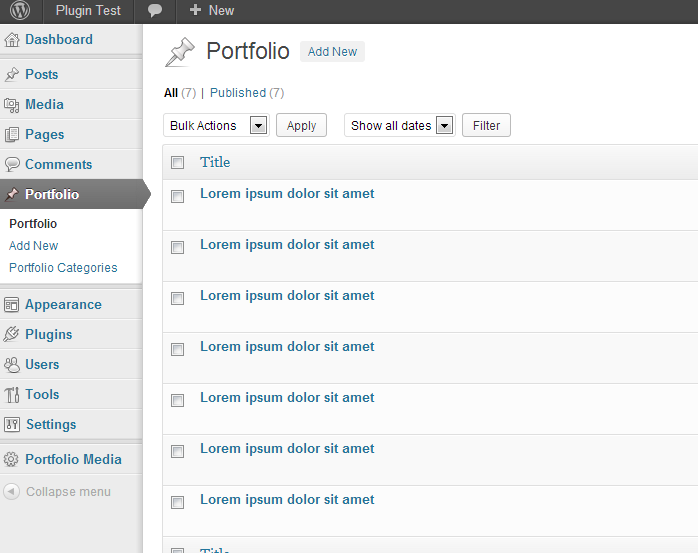 Plugin Test
New
Dashboard
Posts
Media
Pages
Comments
Portfolio
Portfolio
Add New
Portfolio Categories
Appearance
Plugins
Users
Tools
Settings
Portfolio Media
Collapse menu
Portfolio Add New
All (7) | Published (7)
Bulk Actions Apply Show all dates Filter
Title
Lorem ipsum dolor sit amet
Lorem ipsum dolor sit amet
Lorem ipsum dolor sit amet
Lorem ipsum dolor sit amet
Lorem ipsum dolor sit amet
Lorem ipsum dolor sit amet
Lorem ipsum dolor sit amet
Title